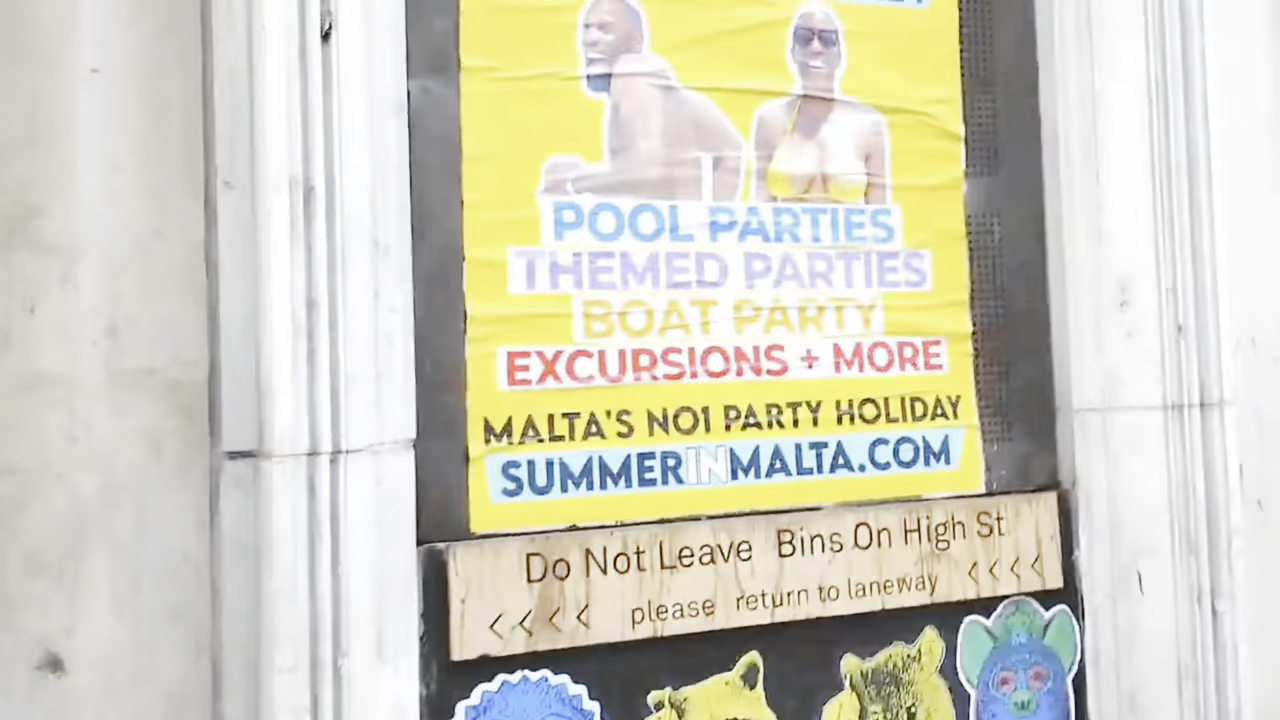 POOL PARTIES
THEMED PARTIES
BOAT PARTY
EXCURSIONS + MORE
MALTA'S NO1 PARTY HOLIDAY
SUMMERINMALTA.COM
Do Not Leave Bins On High St
<<<< please return to laneway <<<<